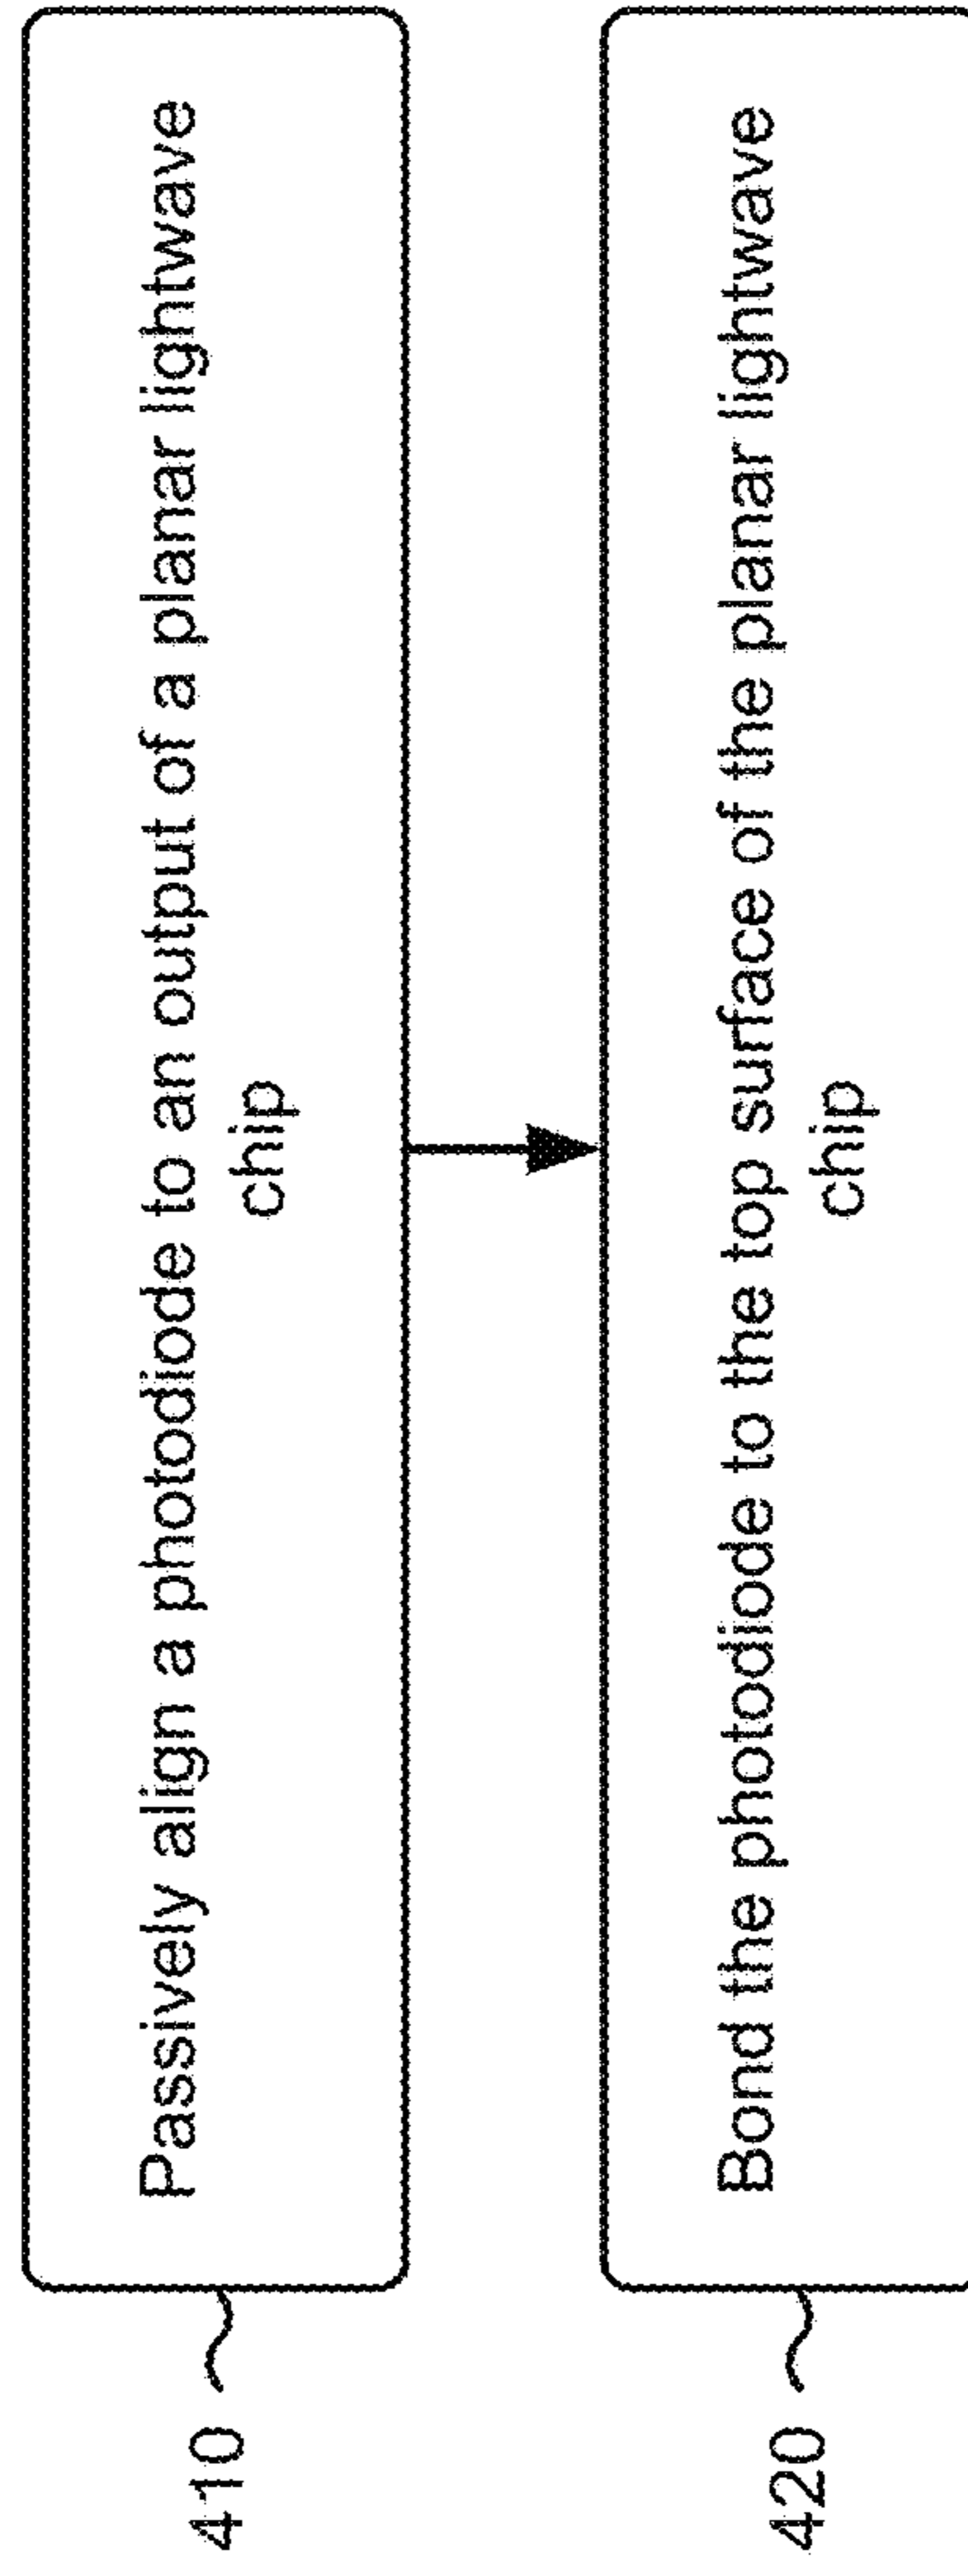 410
Passively align a photodiode to an output of a planar lightwave
chip
420
Bond the photodiode to the top surface of the planar lightwave
chip